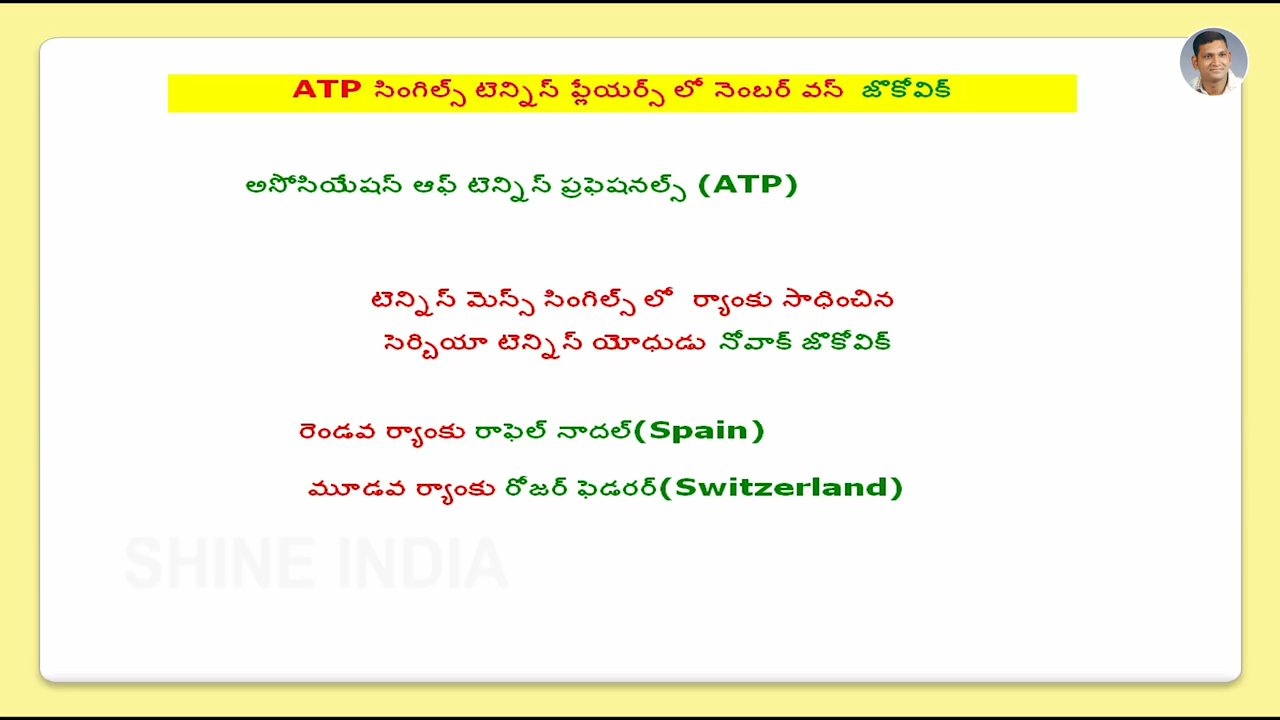 ATP సింగిల్స్ టెన్నిస్ ప్లేయర్స్ లో నెంబర్ వన్ జొకోవిక్
అసోసియేషన్ ఆఫ్ టెన్నిస్ ప్రొఫెషనల్స్ (ATP)
టెన్నిస్ మెన్స్ సింగిల్స్ లో ర్యాంకు సాధించిన
సెర్బియా టెన్నిస్ యోధుడు నోవాక్ జొకోవిక్
రెండవ ర్యాంకు రాఫెల్ నాదల్(Spain)
మూడవ ర్యాంకు రోజర్ ఫెడరర్(Switzerland)
SHINE INDIA